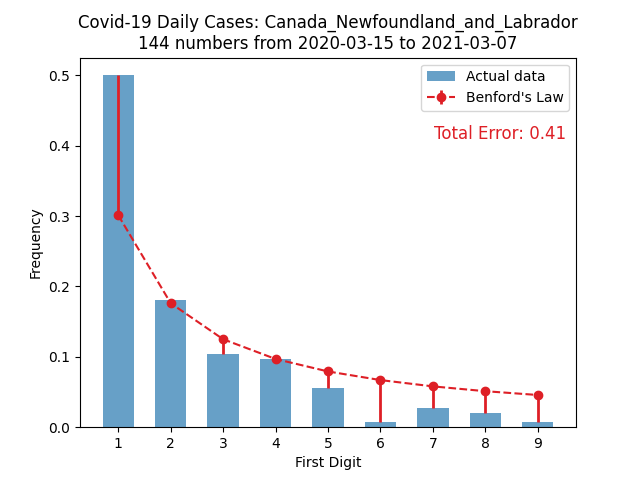 Covid-19 Daily Cases: Canada_Newfoundland_and_Labrador
144 numbers from 2020-03-15 to 2021-03-07
Actual data
Benford's Law
Total Error: 0.41
Frequency
0.5
0.4
0.3
0.2
0.1
0.0
1 2 3 4 5 6 7 8 9
First Digit